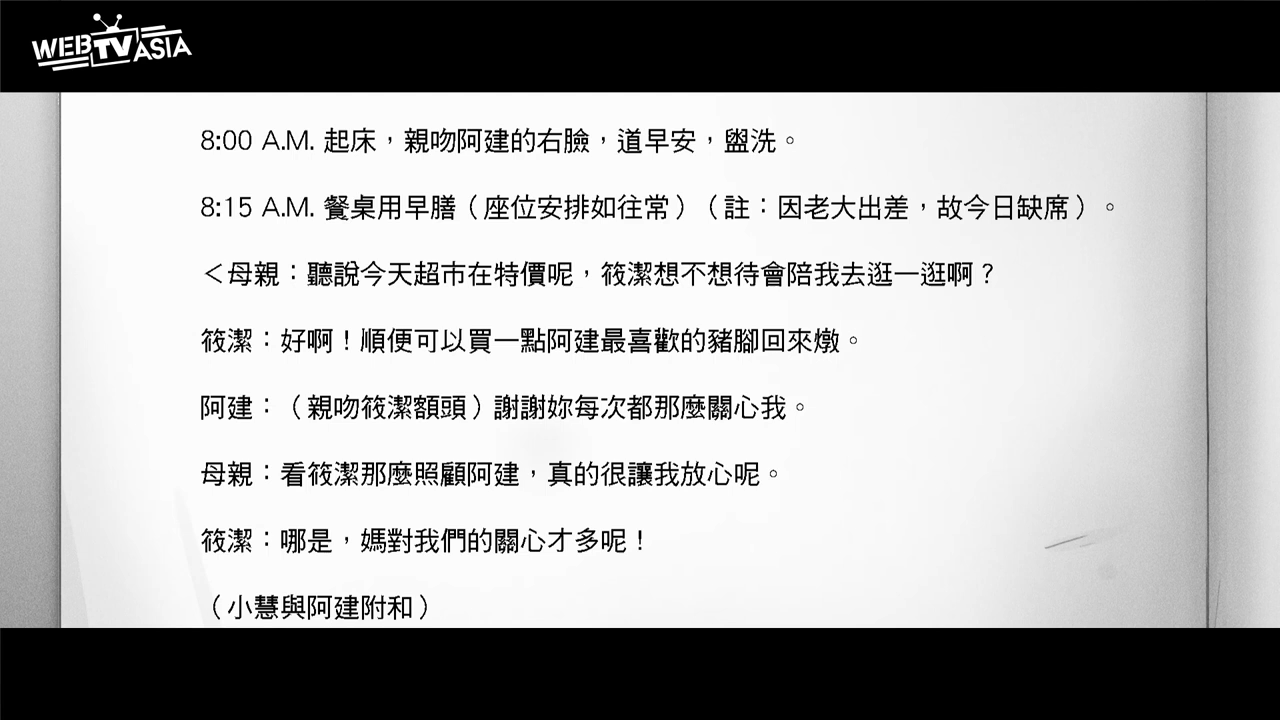 WEBTVASIA
8:00 A.M. 起床，親吻阿建的右臉，道早安，盥洗。
8:15 A.M. 餐桌用早膳（座位安排如往常）（註：因老大出差，故今日缺席）。
＜母親：聽說今天超市在特價呢，筱潔想不想待會陪我去逛一逛啊？
筱潔：好啊！順便可以買一點阿建最喜歡的豬腳回來燉。
阿建：（親吻筱潔額頭）謝謝妳每次都那麼關心我。
母親：看筱潔那麼照顧阿建，真的很讓我放心呢。
筱潔：哪是，媽對我們的關心才多呢！
（小慧與阿建附和）